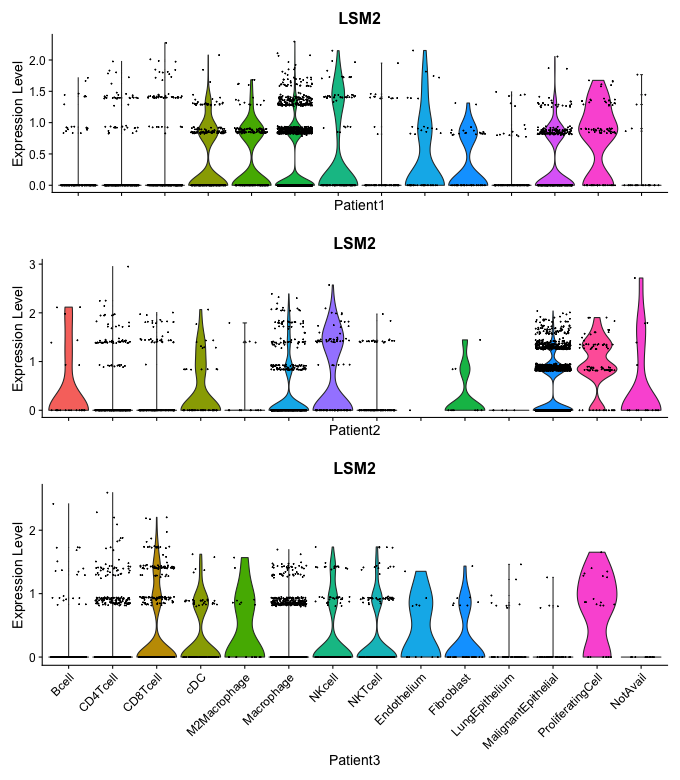 LSM2
Expression Level
2.0
1.5
1.0
0.5
0.0
Patient1
LSM2
Expression Level
3
2
1
0
Patient2
LSM2
Expression Level
2
1
0
Bcell
CD4Tcell
CD8Tcell
cDC
M2Macrophage
Macrophage
NKcell
NKTcell
Endothelium
Fibroblast
LungEpithelium
MalignantEpithelial
ProliferatingCell
NotAvail
Patient3